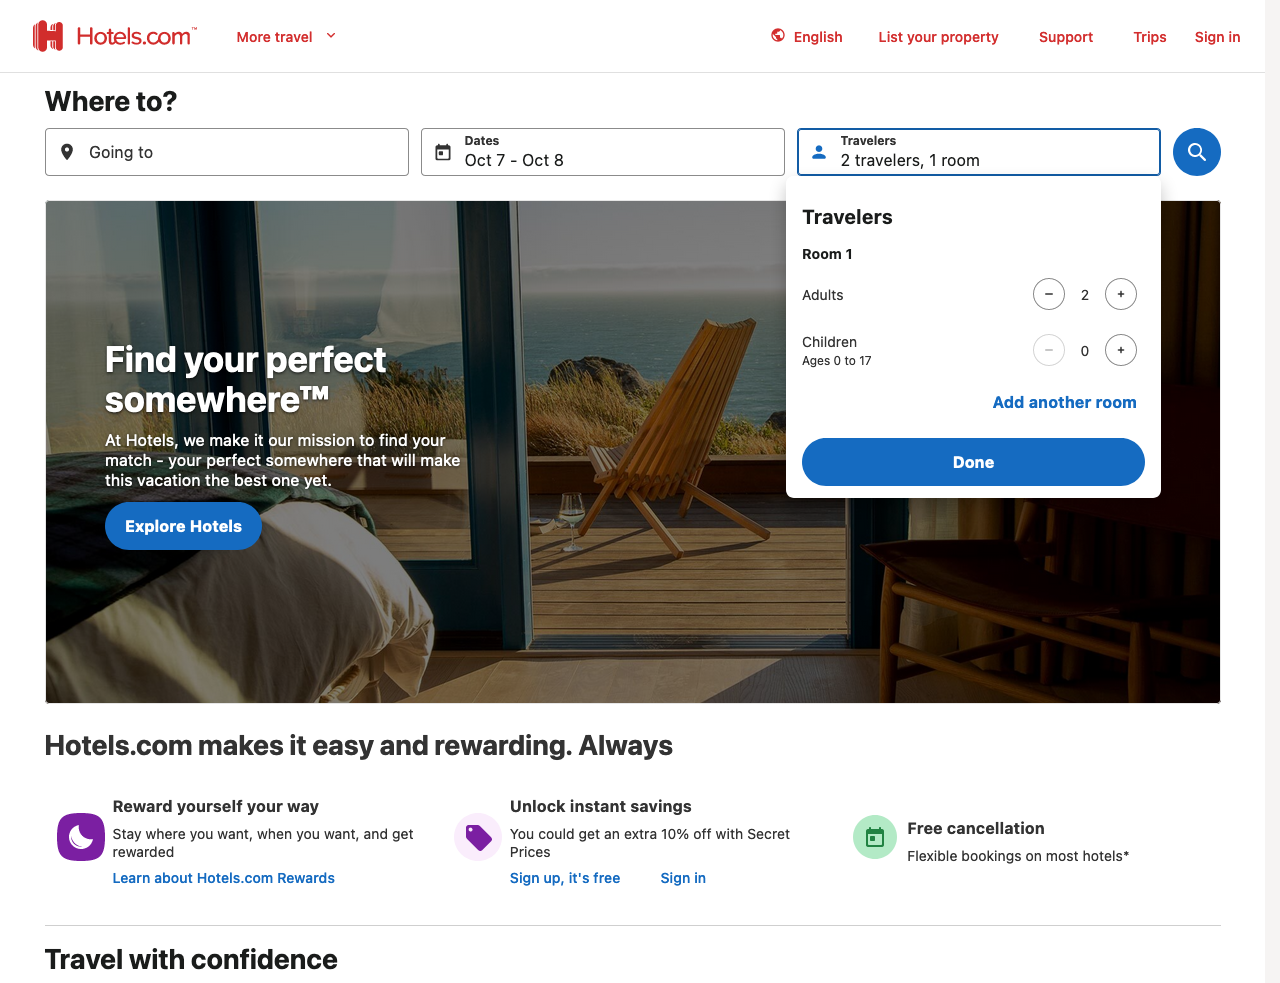 Hotels.com™
More travel
English
List your property
Support
Trips
Sign in
Where to?
Going to
Dates
Oct 7 - Oct 8
Travelers
2 travelers, 1 room
Travelers
Room 1
Adults
2
Children
Ages 0 to 17
0
Add another room
Done
Find your perfect
somewhere™
At Hotels, we make it our mission to find your
match - your perfect somewhere that will make
this vacation the best one yet.
Explore Hotels
Hotels.com makes it easy and rewarding. Always
Reward yourself your way
Stay where you want, when you want, and get
rewarded
Learn about Hotels.com Rewards
Unlock instant savings
You could get an extra 10% off with Secret
Prices
Sign up, it's free
Sign in
Free cancellation
Flexible bookings on most hotels*
Travel with confidence